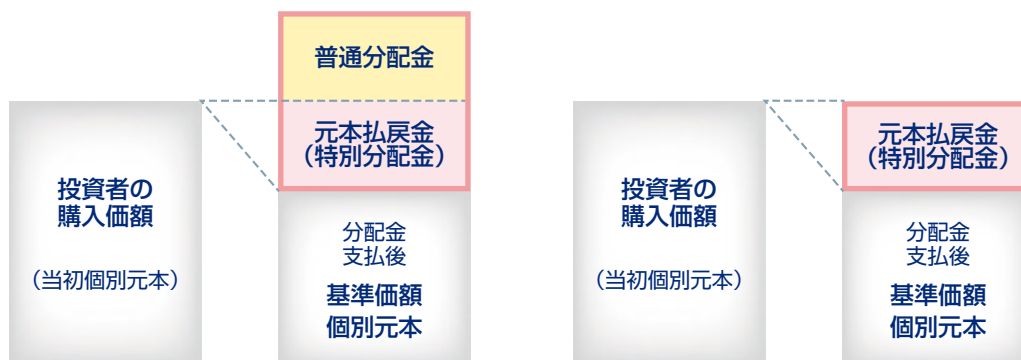 普通分配金
元本払戻金
（特別分配金）
投資者の
購入価額
（当初個別元本）
分配金
支払後
基準価額
個別元本
元本払戻金
（特別分配金）
投資者の
購入価額
（当初個別元本）
分配金
支払後
基準価額
個別元本